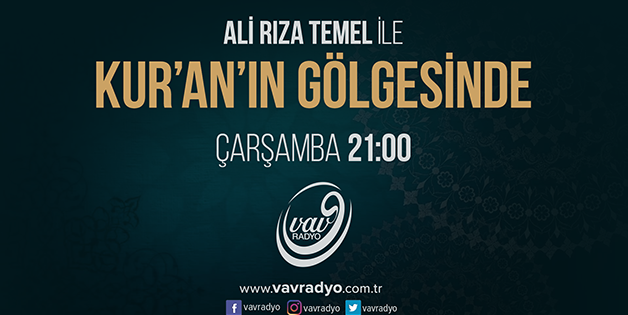 ALİ RIZA TEMEL İLE
KUR'AN'IN GÖLGESİNDE
ÇARŞAMBA 21:00
vav
RADYO
www.vavradyo.com.tr
vavradyo vavradyo vavradyo